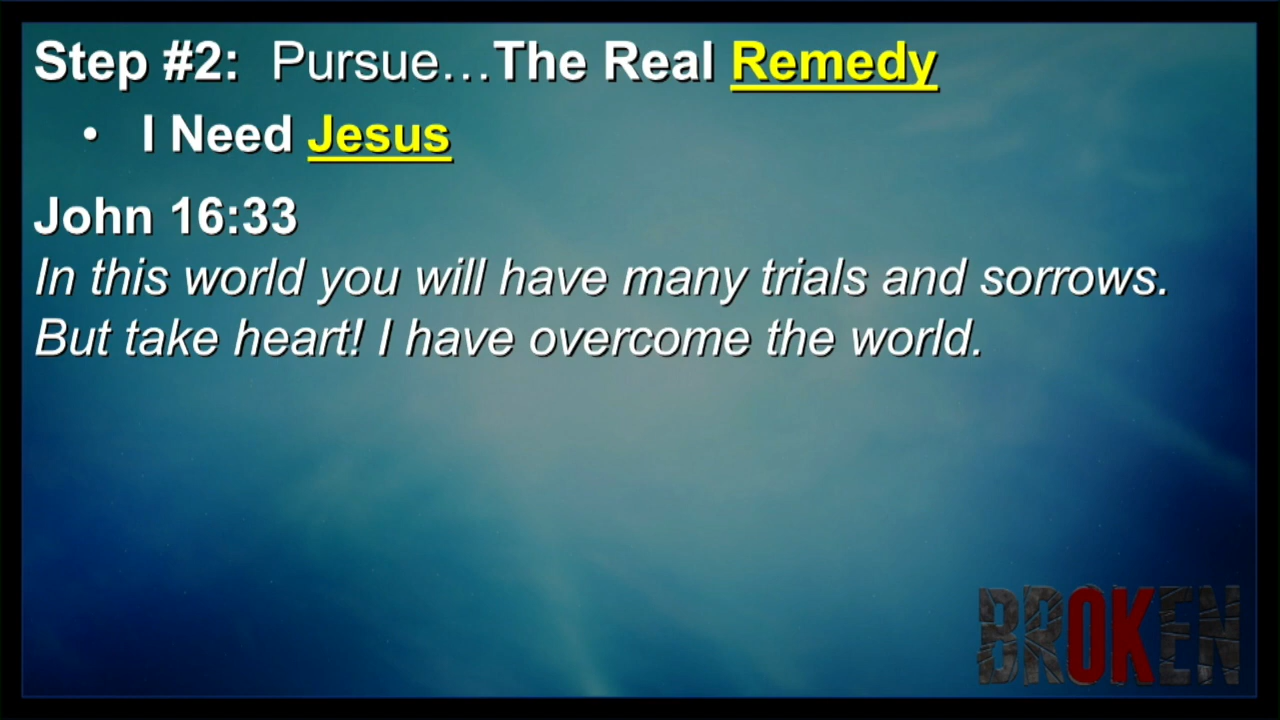 Step #2: Pursue…The Real Remedy
• I Need Jesus
John 16:33
In this world you will have many trials and sorrows.
But take heart! I have overcome the world.
BROKEN